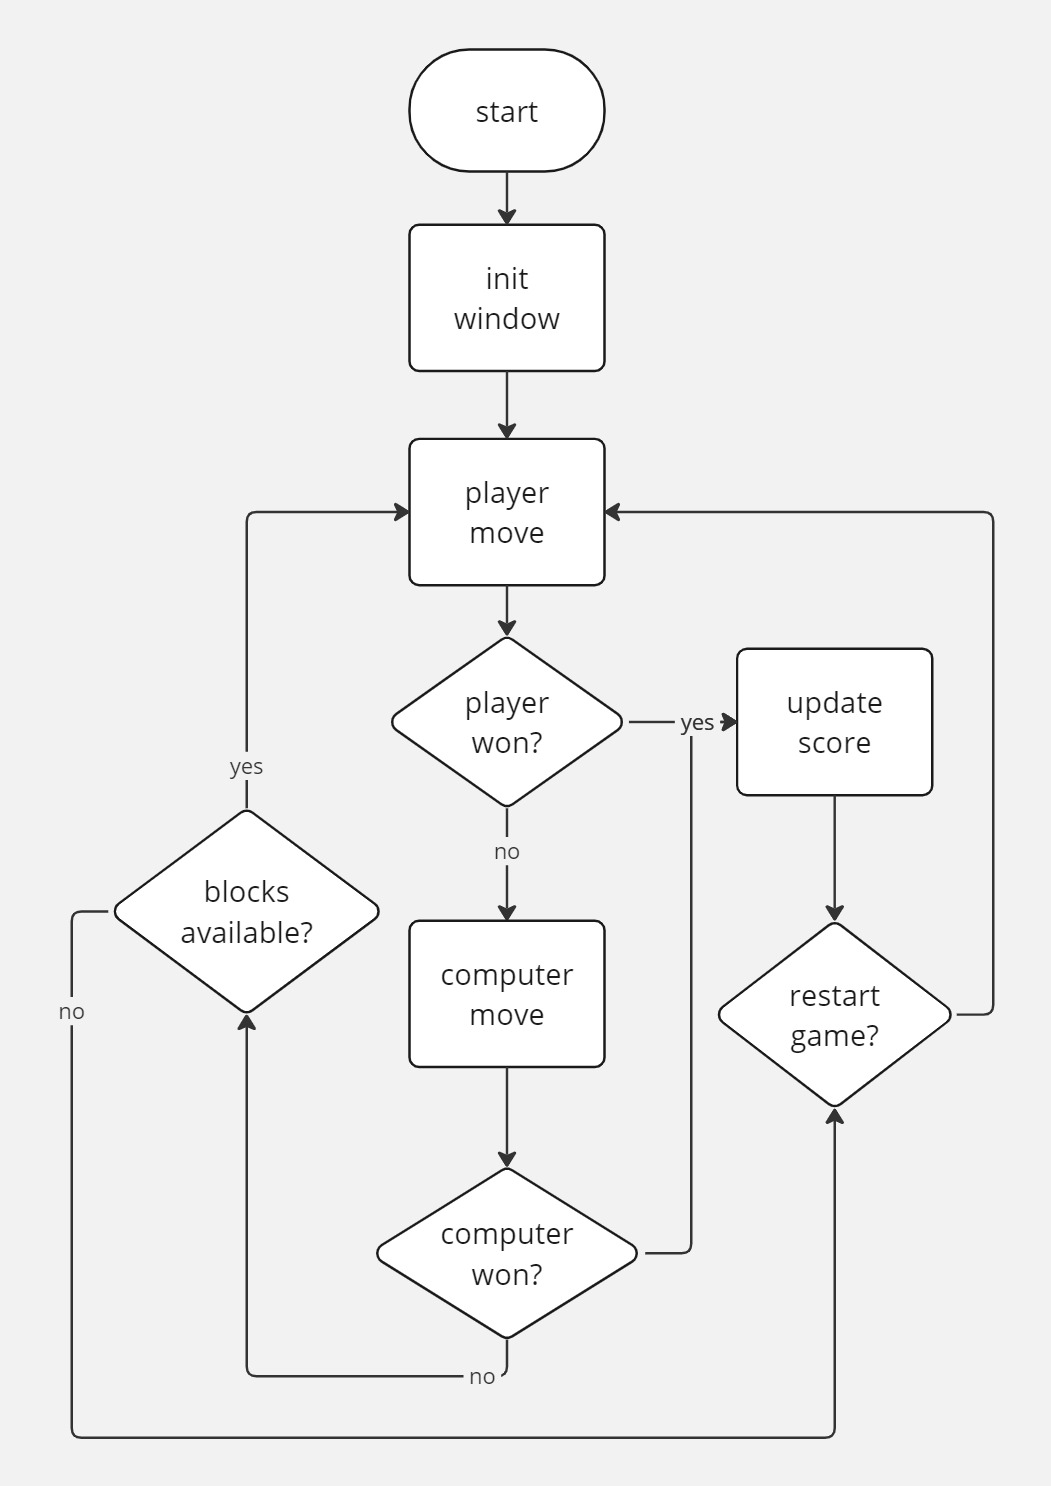 start
init
window
player
move
player
won?
yes
update
score
yes
no
blocks
available?
computer
move
restart
game?
no
computer
won?
no